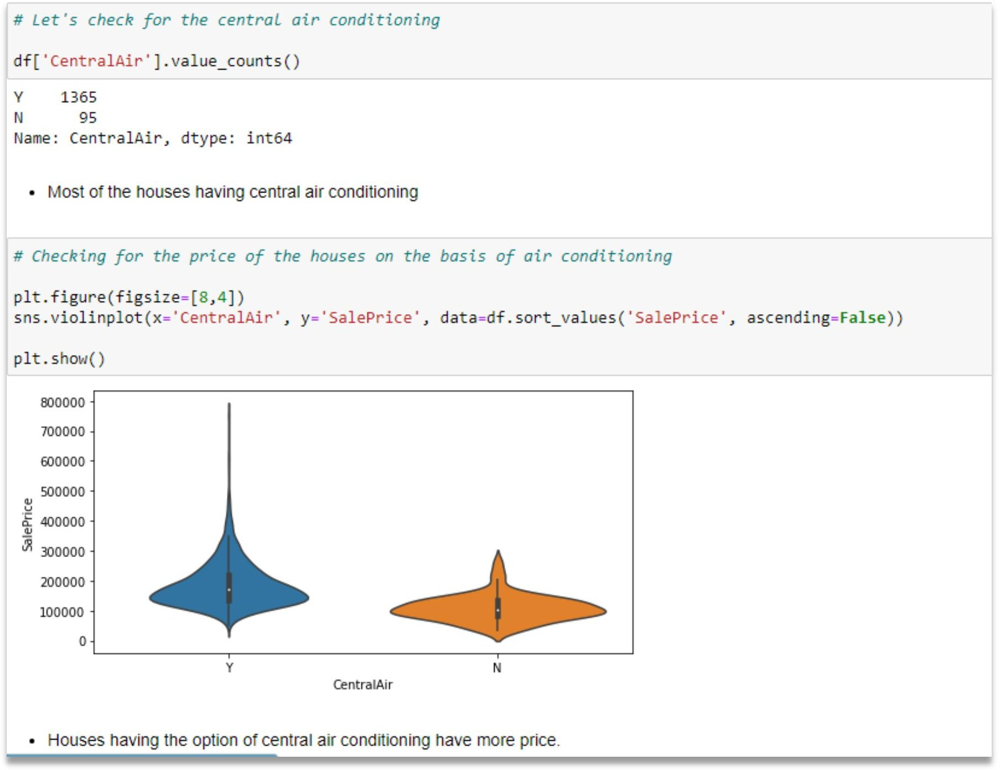 # Let's check for the central air conditioning
df['CentralAir'].value_counts()
Y    1365
N      95
Name: CentralAir, dtype: int64
• Most of the houses having central air conditioning
# Checking for the price of the houses on the basis of air conditioning
plt.figure(figsize=[8,4])
sns.violinplot(x='CentralAir', y='SalePrice', data=df.sort_values('SalePrice', ascending=False))
plt.show()
800000
700000
600000
500000
400000
300000
200000
100000
0
SalePrice
Y N
CentralAir
• Houses having the option of central air conditioning have more price.